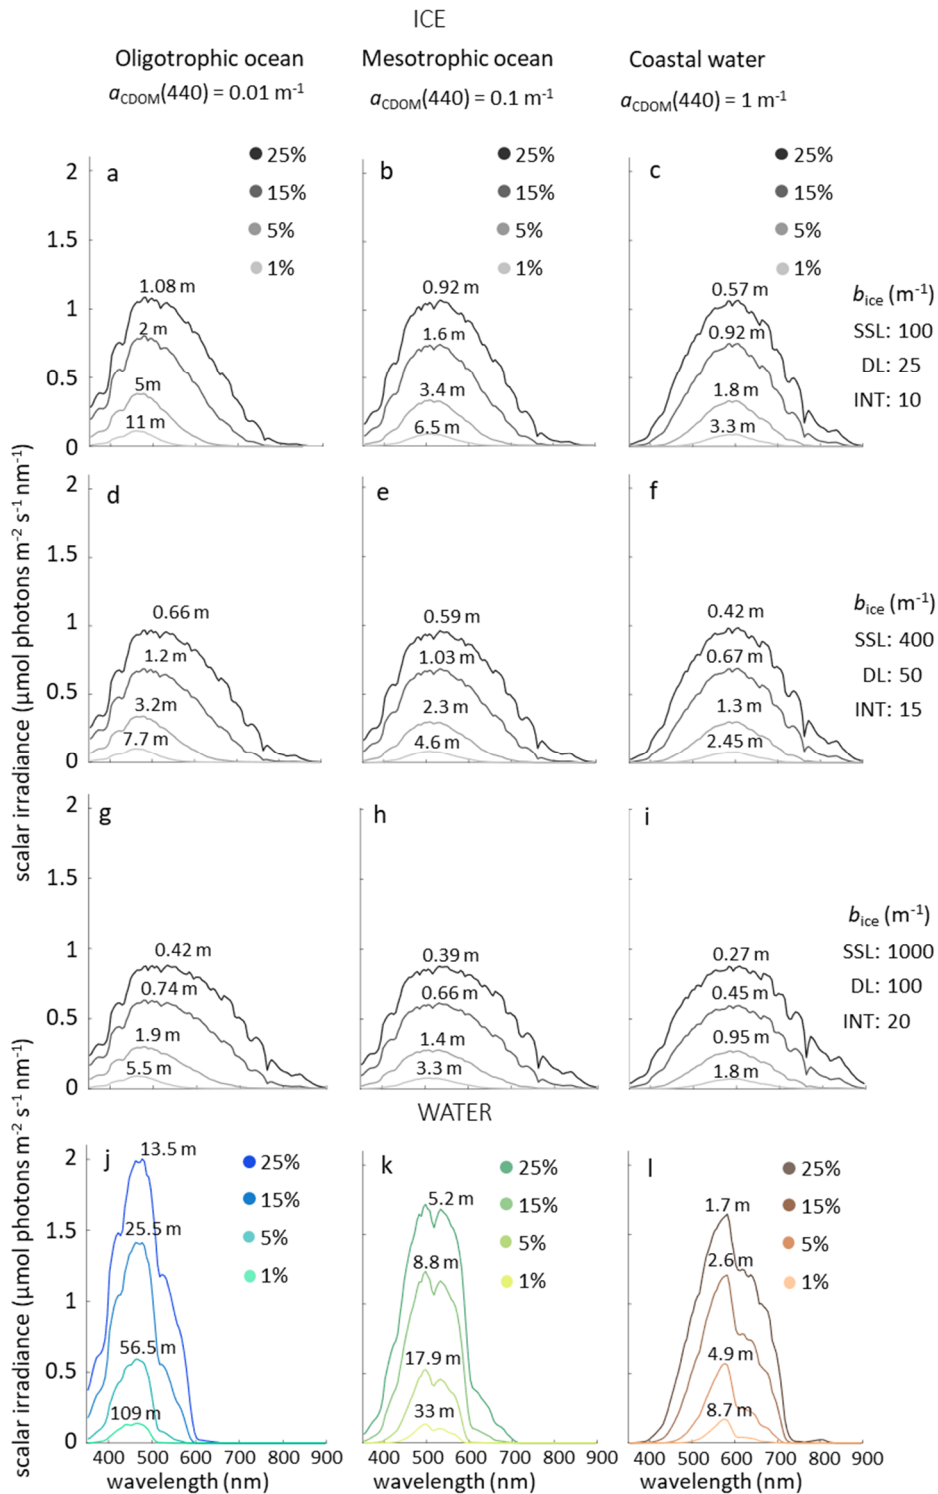 ICE
Oligotrophic ocean
Mesotrophic ocean
Coastal water
aCDOM(440) = 0.01 m-1
aCDOM(440) = 0.1 m-1
aCDOM(440) = 1 m-1
a
25%
15%
5%
1%
2
1.5
1
0.5
0
1.08 m
2 m
5m
11 m
b
25%
15%
5%
1%
0.92 m
1.6 m
3.4 m
6.5 m
c
25%
15%
5%
1%
0.57 m
0.92 m
1.8 m
3.3 m
bice (m-1)
SSL: 100
DL: 25
INT: 10
scalar irradiance (µmol photons m-2 s-1 nm-1)
d
2
1.5
1
0.5
0
0.66 m
1.2 m
3.2m
7.7 m
e
0.59 m
1.03 m
2.3 m
4.6 m
f
0.42 m
0.67 m
1.3 m
2.45 m
bice (m-1)
SSL: 400
DL: 50
INT: 15
g
2
1.5
1
0.5
0
0.42 m
0.74 m
1.9 m
5.5 m
h
0.39 m
0.66 m
1.4 m
3.3 m
i
0.27 m
0.45 m
0.95 m
1.8 m
bice (m-1)
SSL: 1000
DL: 100
INT: 20
WATER
scalar irradiance (µmol photons m-2 s-1 nm-1)
j
25%
15%
5%
1%
2
1.5
1
0.5
0
13.5 m
25.5 m
56.5 m
109 m
k
25%
15%
5%
1%
5.2 m
8.8 m
17.9 m
33 m
l
25%
15%
5%
1%
1.7 m
2.6 m
4.9 m
8.7 m
400 500 600 700 800 900
400 500 600 700 800 900
400 500 600 700 800 900
wavelength (nm)
wavelength (nm)
wavelength (nm)